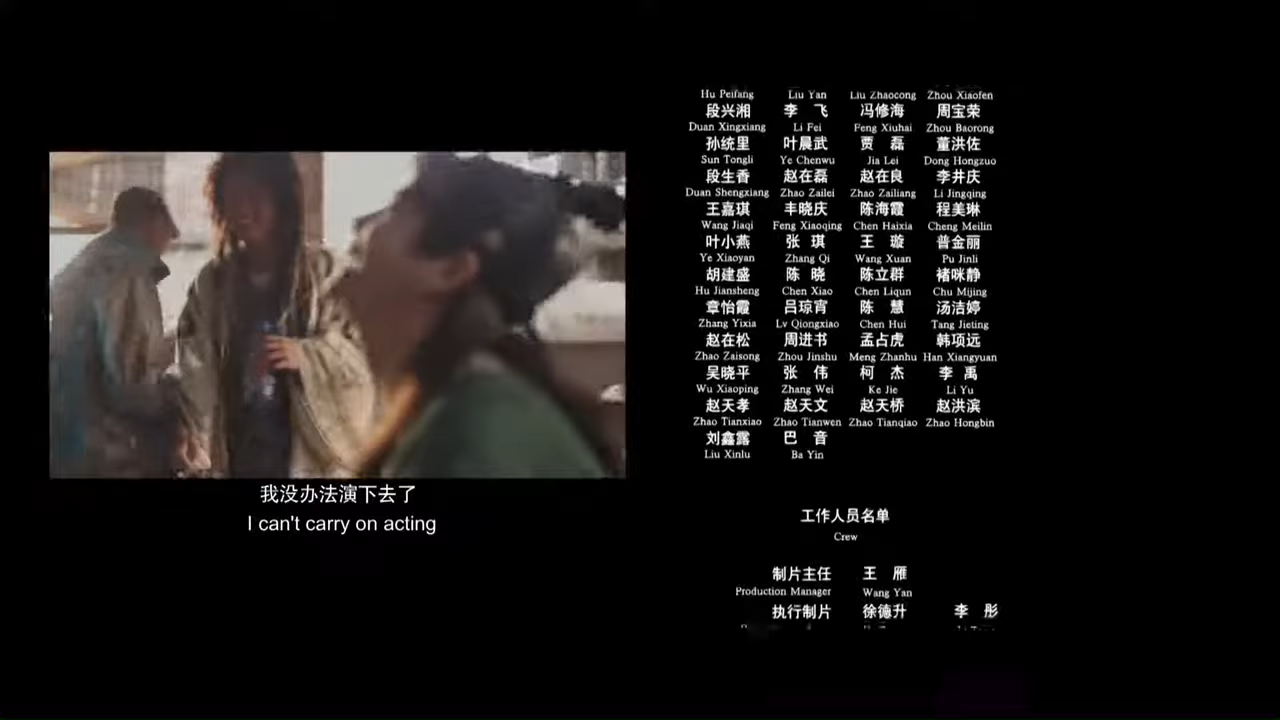 我没办法演下去了
I can't carry on acting
Hu Peifang Liu Yan Liu Zhaocong Zhou Xiaofen
段兴湘 李 飞 冯修海 周宝荣
Duan Xingxiang Li Fei Feng Xiuhai Zhou Baorong
孙统里 叶晨武 贾 磊 董洪佐
Sun Tongli Ye Chenwu Jia Lei Dong Hongzuo
段生香 赵在磊 赵在良 李井庆
Duan Shengxiang Zhao Zailei Zhao Zailiang Li Jingqing
王嘉琪 丰晓庆 陈海霞 程美琳
Wang Jiaqi Feng Xiaoqing Chen Haixia Cheng Meilin
叶小燕 张 琪 王 璇 普金丽
Ye Xiaoyan Zhang Qi Wang Xuan Pu Jinli
胡建盛 陈 晓 陈立群 褚咪静
Hu Jiansheng Chen Xiao Chen Liqun Chu Mijing
章怡霞 吕琼宵 陈 慧 汤洁婷
Zhang Yixia Lv Qiongxiao Chen Hui Tang Jieting
赵在松 周进书 孟占虎 韩项远
Zhao Zaisong Zhou Jinshu Meng Zhanhu Han Xiangyuan
吴晓平 张 伟 柯 杰 李 禹
Wu Xiaoping Zhang Wei Ke Jie Li Yu
赵天孝 赵天文 赵天桥 赵洪滨
Zhao Tianxiao Zhao Tianwen Zhao Tianqiao Zhao Hongbin
刘鑫露 巴 音
Liu Xinlu Ba Yin
工作人员名单
Crew
制片主任 王 雁
Production Manager Wang Yan
执行制片 徐德升 李 彤